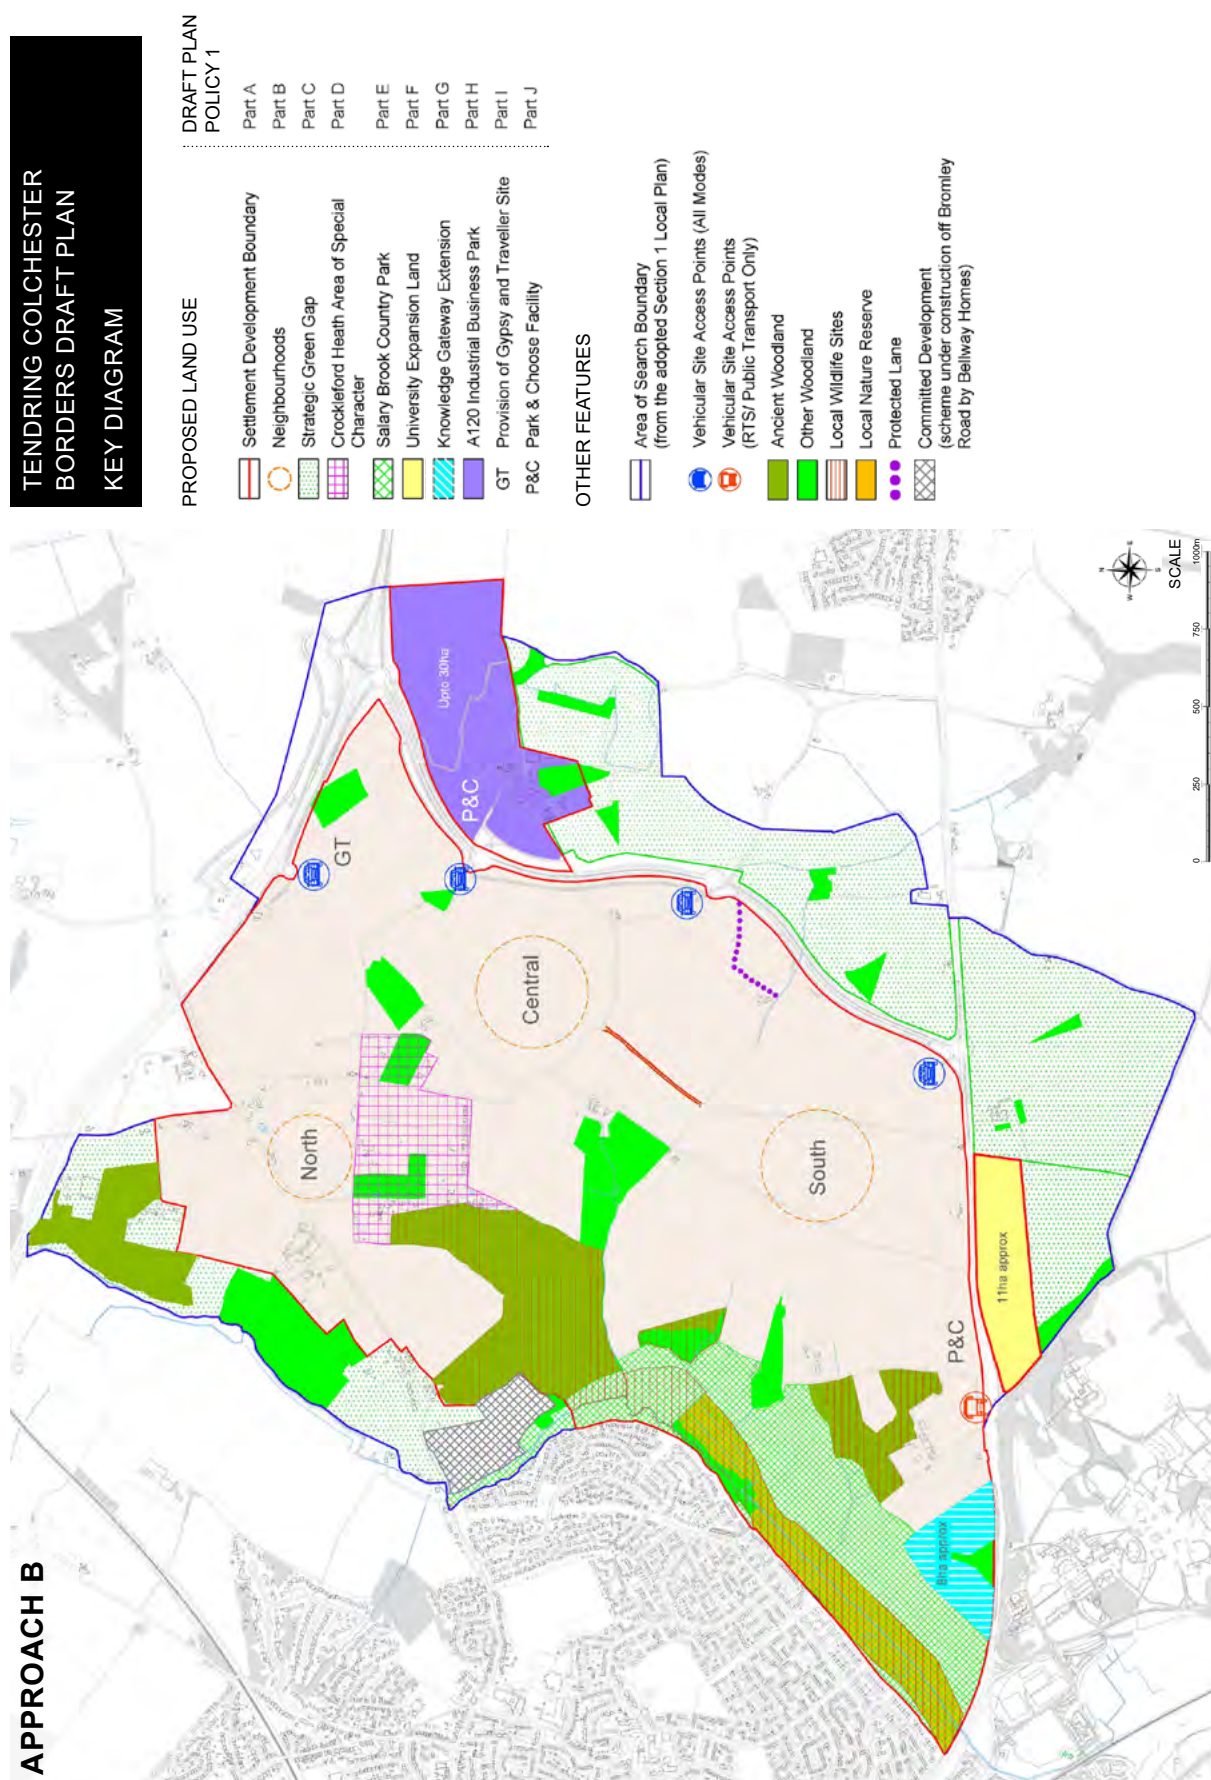 APPROACH B
TENDRING COLCHESTER
BORDERS DRAFT PLAN
KEY DIAGRAM
PROPOSED LAND USE
DRAFT PLAN
POLICY 1
Settlement Development Boundary
Part A
Neighbourhoods
Part B
Strategic Green Gap
Part C
Crockleford Heath Area of Special
Character
Part D
Salary Brook Country Park
Part E
University Expansion Land
Part F
Knowledge Gateway Extension
Part G
A120 Industrial Business Park
Part H
GT
Provision of Gypsy and Traveller Site
Part I
P&C
Park & Choose Facility
Part J
OTHER FEATURES
Area of Search Boundary
(from the adopted Section 1 Local Plan)
Vehicular Site Access Points (All Modes)
Vehicular Site Access Points
(RTS/ Public Transport Only)
Ancient Woodland
Other Woodland
Local Wildlife Sites
Local Nature Reserve
Protected Lane
Committed Development
(scheme under construction off Bromley
Road by Bellway Homes)
North
GT
Upto 30ha
P&C
Central
South
P&C
11ha approx
8ha approx
N
E
S
W
SCALE
0
250
500
750
1000m